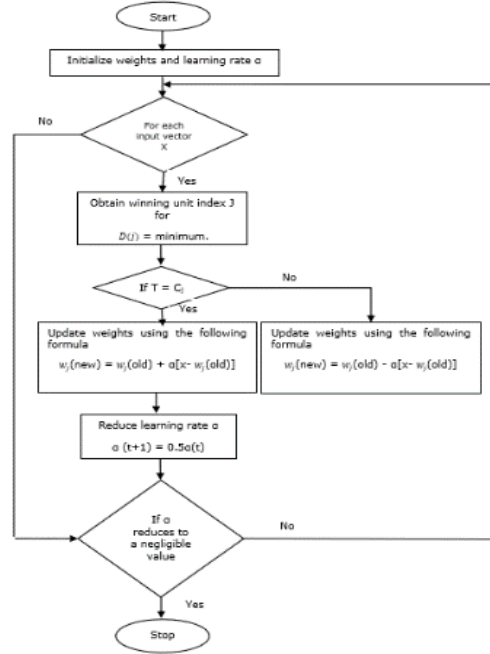 Start
Initialize weights and learning rate α
For each
input vector
X
No
Yes
Obtain winning unit index J
for
D(j) = minimum.
If T = Cj
No
Yes
Update weights using the following
formula
wj(new) = wj(old) + α[x- wj(old)]
Update weights using the following
formula
wj(new) = wj(old) - α[x- wj(old)]
Reduce learning rate α
α (t+1) = 0.5α(t)
If α
reduces to
a negligible
value
No
Yes
Stop